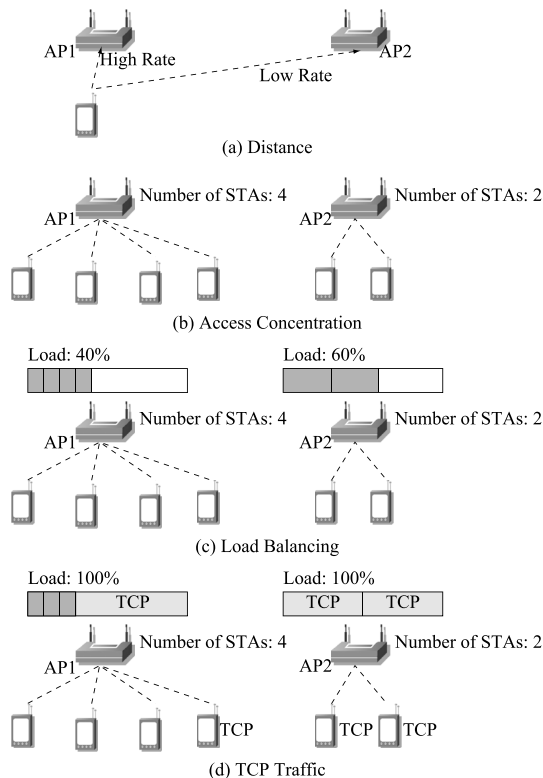 AP1
High Rate
AP2
Low Rate
(a) Distance
Number of STAs: 4
Number of STAs: 2
AP1
AP2
(b) Access Concentration
Load: 40%
Load: 60%
Number of STAs: 4
Number of STAs: 2
AP1
AP2
(c) Load Balancing
Load: 100%
Load: 100%
TCP
TCP
TCP
Number of STAs: 4
Number of STAs: 2
AP1
AP2
TCP
TCP
TCP
(d) TCP Traffic